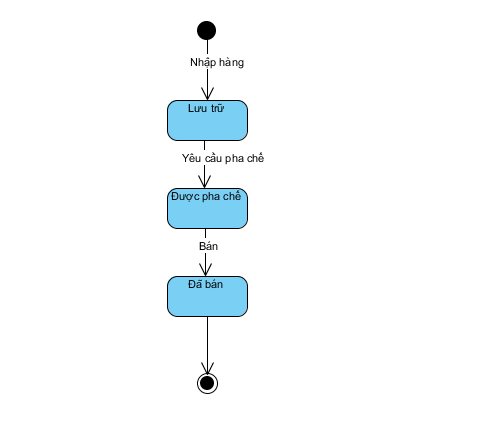 Nhập hàng
Lưu trữ
Yêu cầu pha chế
Được pha chế
Bán
Đã bán